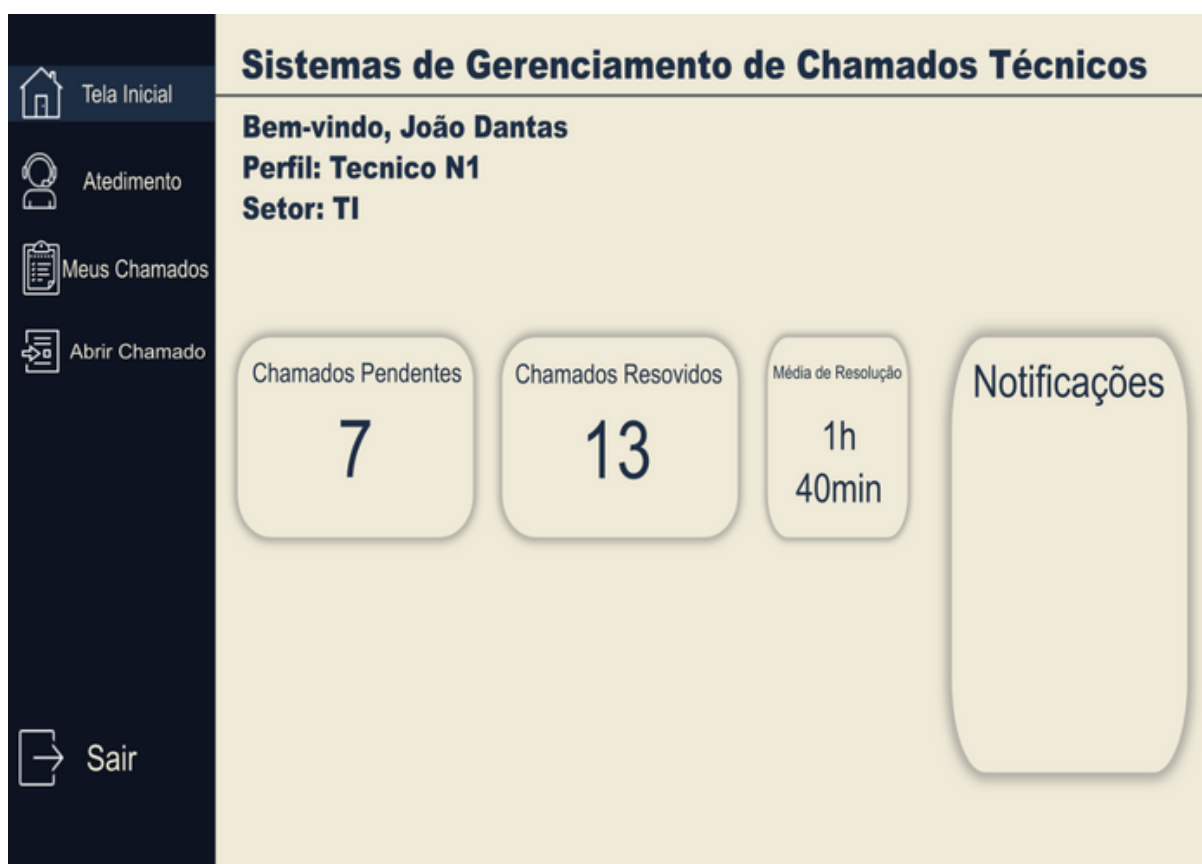 Tela Inicial
Atedimento
Meus Chamados
Abrir Chamado
Sair
Sistemas de Gerenciamento de Chamados Técnicos
Bem-vindo, João Dantas
Perfil: Tecnico N1
Setor: TI
Chamados Pendentes
7
Chamados Resovidos
13
Média de Resolução
1h
40min
Notificações